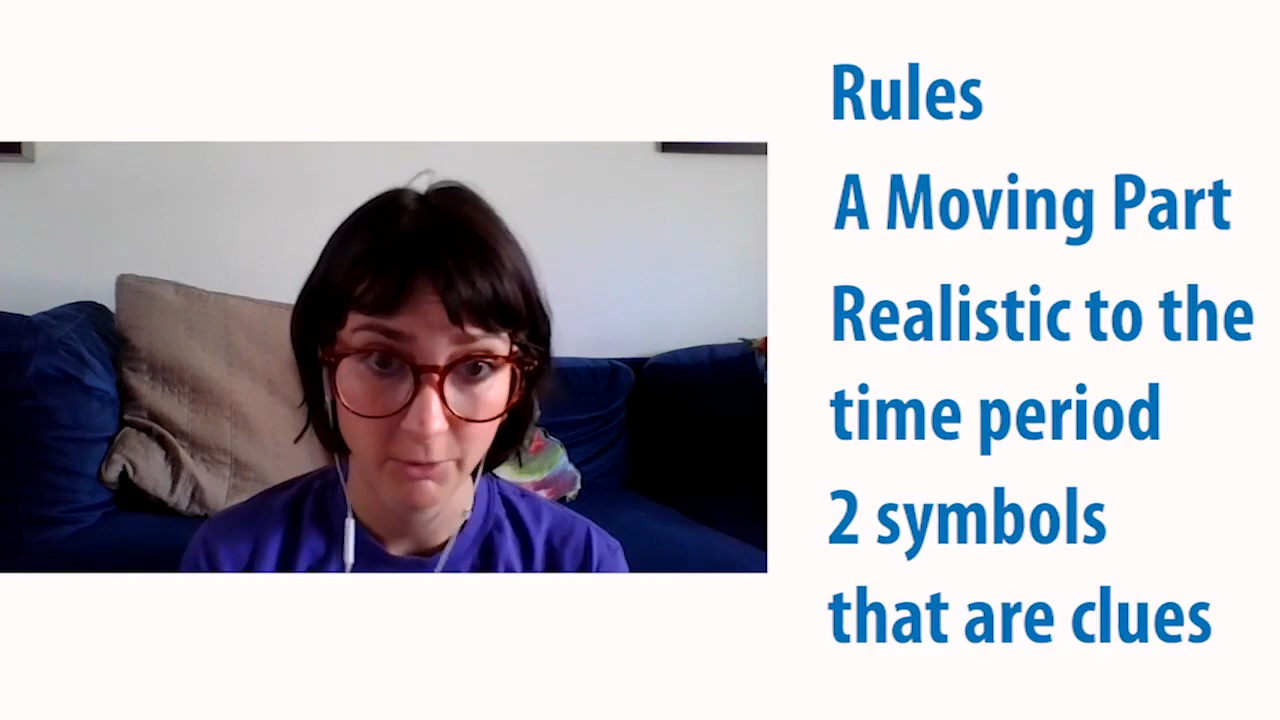 Rules
A Moving Part
Realistic to the
time period
2 symbols
that are clues